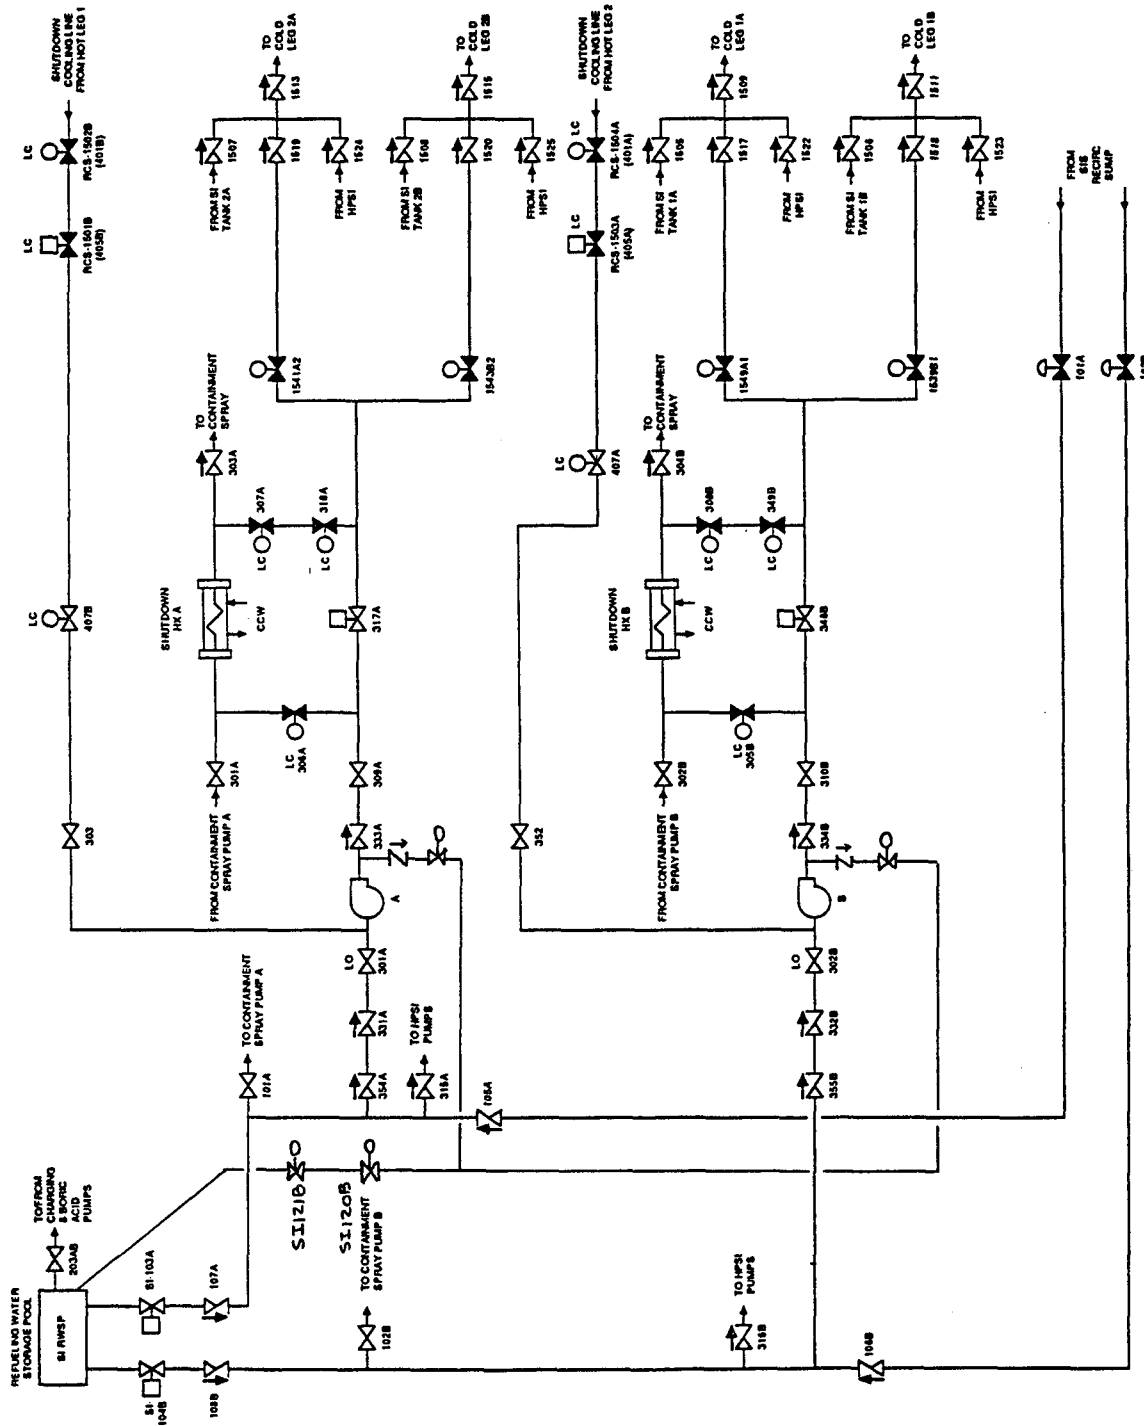 SHUTDOWN
COOLING LINE
FROM HOT LEG 1
LC
RCS-1502B
(401B)
LC
RCS-1501B
(405B)
LC
407B
303
TO
COLD
LEG 2A
1513
1507
FROM SI
TANK 2A
1519
1524
FROM
HPSI
1541A2
TO
COLD
LEG 2B
1515
1508
FROM SI
TANK 2B
1520
1525
FROM
HPSI
1543B2
TO
CONTAINMENT
SPRAY
303A
307A
LC
318A
LC
SHUTDOWN
HX A
CCW
317A
LC
306A
301A
FROM CONTAINMENT
SPRAY PUMP A
309A
333A
A
LO
301A
331A
354A
TO CONTAINMENT
SPRAY PUMP A
101A
TO HPSI
PUMPS
316A
106A
SHUTDOWN
COOLING LINE
FROM HOT LEG 2
LC
RCS-1504A
(401A)
LC
RCS-1503A
(405A)
LC
407A
352
TO
COLD
LEG 1A
1509
1505
FROM SI
TANK 1A
1517
1522
FROM
HPSI
1549A1
TO
COLD
LEG 1B
1511
1506
FROM SI
TANK 1B
1518
1523
FROM
HPSI
1539B1
TO
CONTAINMENT
SPRAY
304B
308B
LC
349B
LC
SHUTDOWN
HX B
CCW
348B
LC
305B
302B
FROM CONTAINMENT
SPRAY PUMP B
310B
334B
B
LO
302B
332B
355B
FROM
SIS
RECIRC
SUMP
101A
REFUELING WATER
STORAGE POOL
SI RWSP
TO/FROM
CHARGING
& BORIC
ACID
PUMPS
203AB
SI-103A
107A
SI-
104B
108B
SI121B
SI120B
TO CONTAINMENT
SPRAY PUMP B
102B
TO HPSI
PUMPS
316B
106B